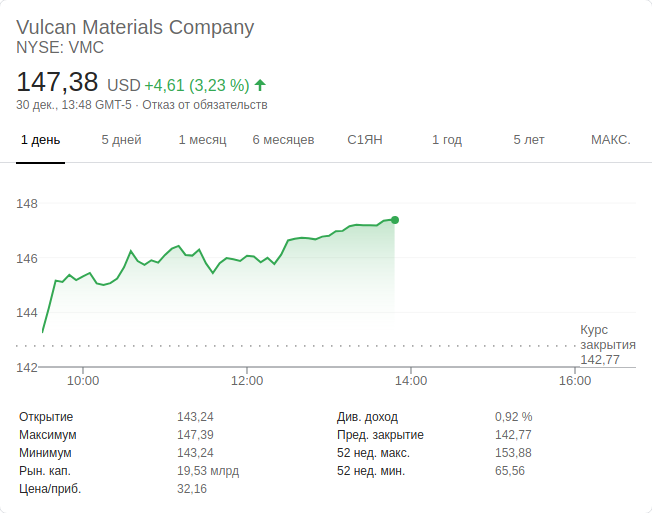 Vulcan Materials Company
NYSE: VMC
147,38 USD +4,61 (3,23 %)
30 дек., 13:48 GMT-5 · Отказ от обязательств
1 день 5 дней 1 месяц 6 месяцев С1ЯН 1 год 5 лет МАКС.
148
146
144
Курс
закрытия
142,77
142
10:00 12:00 14:00 16:00
Открытие 143,24 Див. доход 0,92 %
Максимум 147,39 Пред. закрытие 142,77
Минимум 143,24 52 нед. макс. 153,88
Рын. кап. 19,53 млрд 52 нед. мин. 65,56
Цена/приб. 32,16